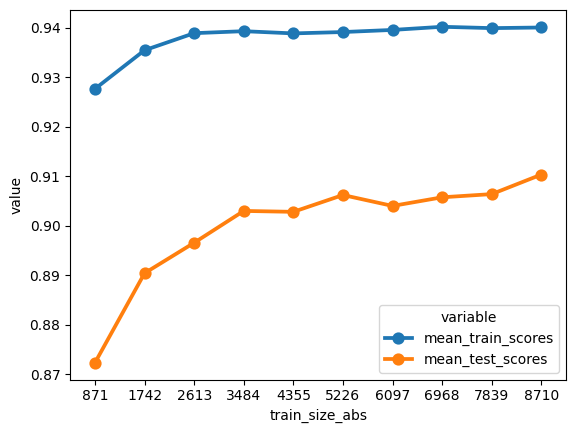 0.94
0.93
0.92
0.91
0.90
0.89
0.88
0.87
value
871 1742 2613 3484 4355 5226 6097 6968 7839 8710
train_size_abs
variable
mean_train_scores
mean_test_scores